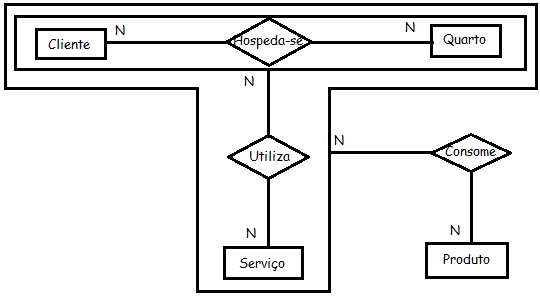 Cliente
N
Hospeda-se
N
Quarto
N
Utiliza
N
Consome
N
Serviço
N
Produto